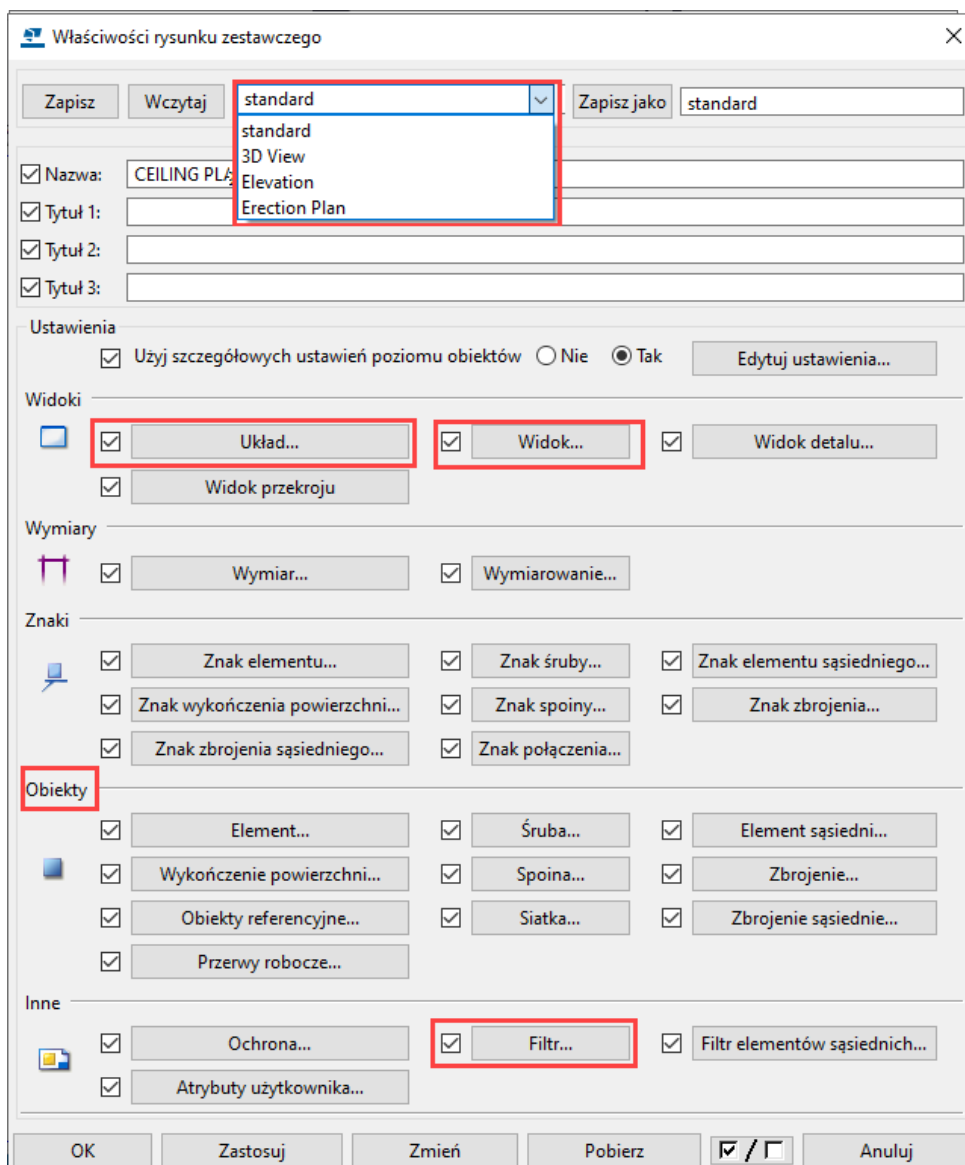 Właściwości rysunku zestawczego
Zapisz Wczytaj standard Zapisz jako standard
standard
3D View
Elevation
Erection Plan
Nazwa: CEILING PLA
Tytuł 1:
Tytuł 2:
Tytuł 3:
Ustawienia
Użyj szczegółowych ustawień poziomu obiektów Nie Tak Edytuj ustawienia...
Widoki
Układ... Widok... Widok detalu...
Widok przekroju
Wymiary
Wymiar... Wymiarowanie...
Znaki
Znak elementu... Znak śruby... Znak elementu sąsiedniego...
Znak wykończenia powierzchni... Znak spoiny... Znak zbrojenia...
Znak zbrojenia sąsiedniego... Znak połączenia...
Obiekty
Element... Śruba... Element sąsiedni...
Wykończenie powierzchni... Spoina... Zbrojenie...
Obiekty referencyjne... Siatka... Zbrojenie sąsiednie...
Przerwy robocze...
Inne
Ochrona... Filtr... Filtr elementów sąsiednich...
Atrybuty użytkownika...
OK Zastosuj Zmień Pobierz / Anuluj